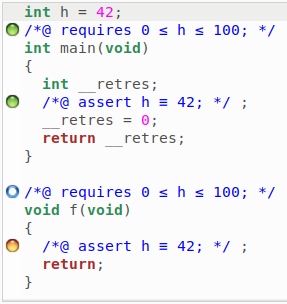 int h = 42;
/*@ requires 0 ≤ h ≤ 100; */
int main(void)
{
  int __retres;
  /*@ assert h ≡ 42; */ ;
  __retres = 0;
  return __retres;
}

/*@ requires 0 ≤ h ≤ 100; */
void f(void)
{
  /*@ assert h ≡ 42; */ ;
  return;
}